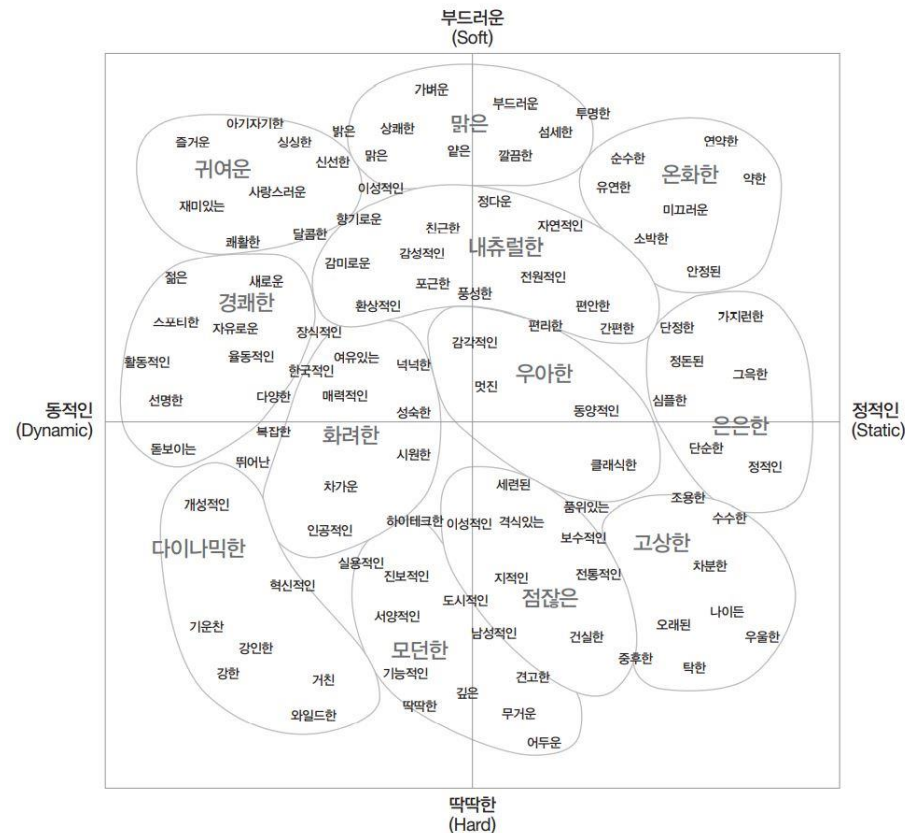 부드러운
(Soft)
가벼운
부드러운
투명한
아기자기한
밝은
상쾌한
맑은
섬세한
즐거운
싱싱한
연약한
신선한
맑은
얕은
깔끔한
순수한
귀여운
온화한
약한
사랑스러운
이성적인
유연한
재미있는
정다운
미끄러운
향기로운
친근한
자연적인
쾌활한
달콤한
내츄럴한
소박한
감미로운
감성적인
젊은
새로운
포근한
풍성한
전원적인
안정된
경쾌한
환상적인
편안한
가지런한
스포티한
자유로운
장식적인
편리한
간편한
단정한
감각적인
활동적인
율동적인
여유있는
넉넉한
정돈된
한국적인
우아한
그윽한
선명한
다양한
매력적인
멋진
심플한
동적인
(Dynamic)
성숙한
동양적인
정적인
(Static)
복잡한
화려한
은은한
돋보이는
뛰어난
시원한
단순한
클래식한
정적인
차가운
세련된
개성적인
품위있는
조용한
인공적인
하이테크한
이성적인
격식있는
수수한
다이나믹한
보수적인
고상한
실용적인
진보적인
지적인
전통적인
차분한
혁신적인
도시적인
점잖은
서양적인
나이든
기운찬
남성적인
건실한
오래된
우울한
강인한
모던한
강한
거친
기능적인
견고한
중후한
탁한
와일드한
딱딱한
깊은
무거운
어두운
딱딱한
(Hard)